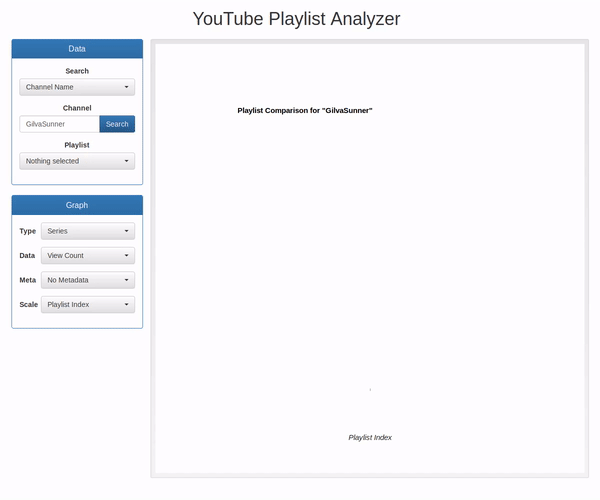 YouTube Playlist Analyzer
Data
Search
Channel Name
Channel
GilvaSunner
Search
Playlist
Nothing selected
Graph
Type
Series
Data
View Count
Meta
No Metadata
Scale
Playlist Index
Playlist Comparison for "GilvaSunner"
Playlist Index